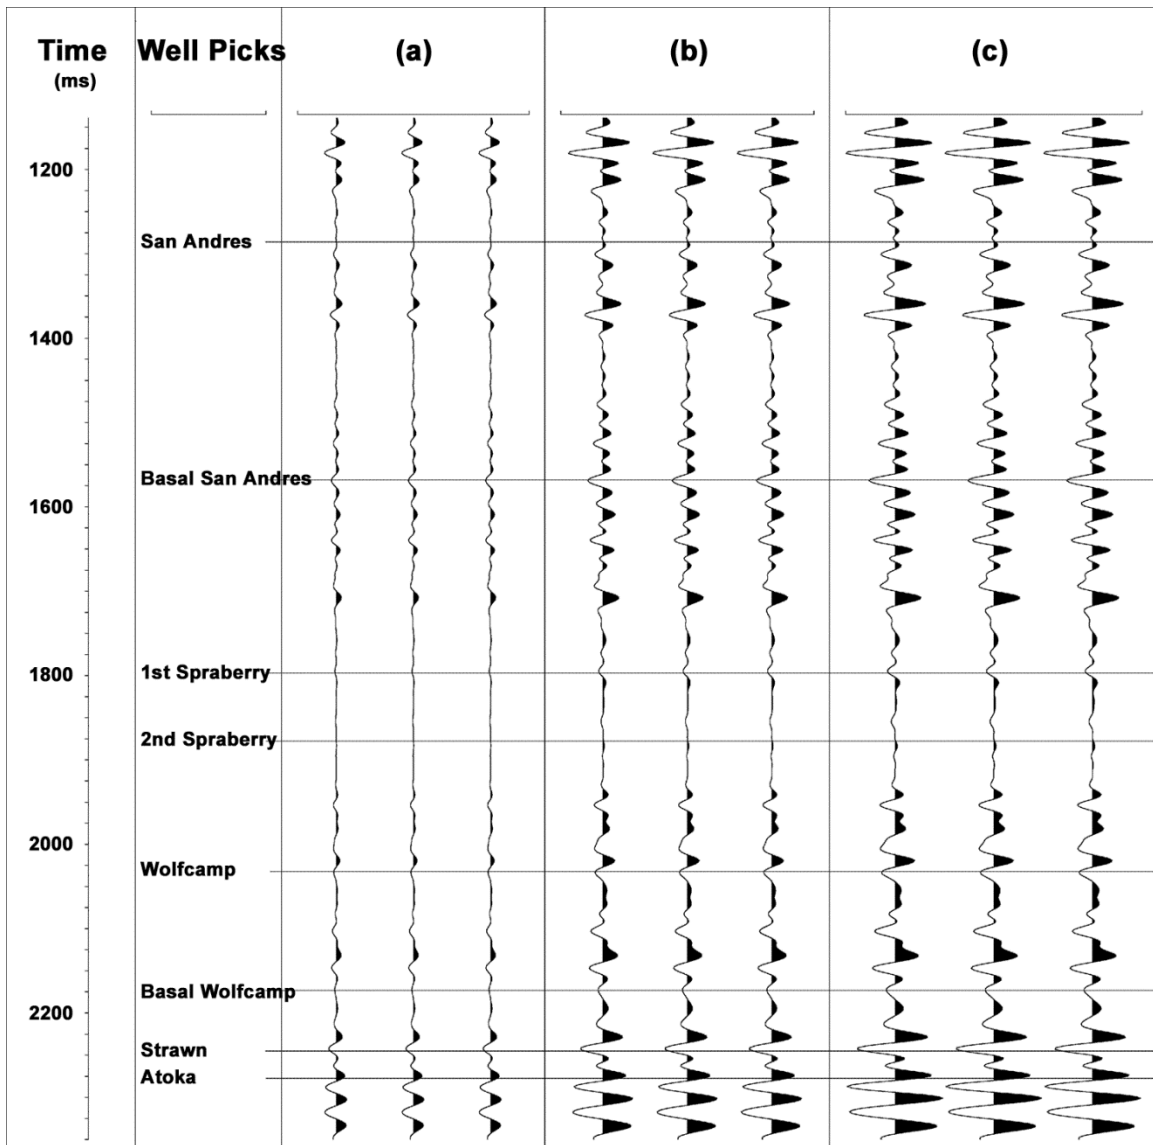 Time Well Picks (a) (b) (c)
(ms)
1200
San Andres
1400
Basal San Andres
1600
1st Spraberry
1800
2nd Spraberry
2000
Wolfcamp
Basal Wolfcamp
2200
Strawn
Atoka